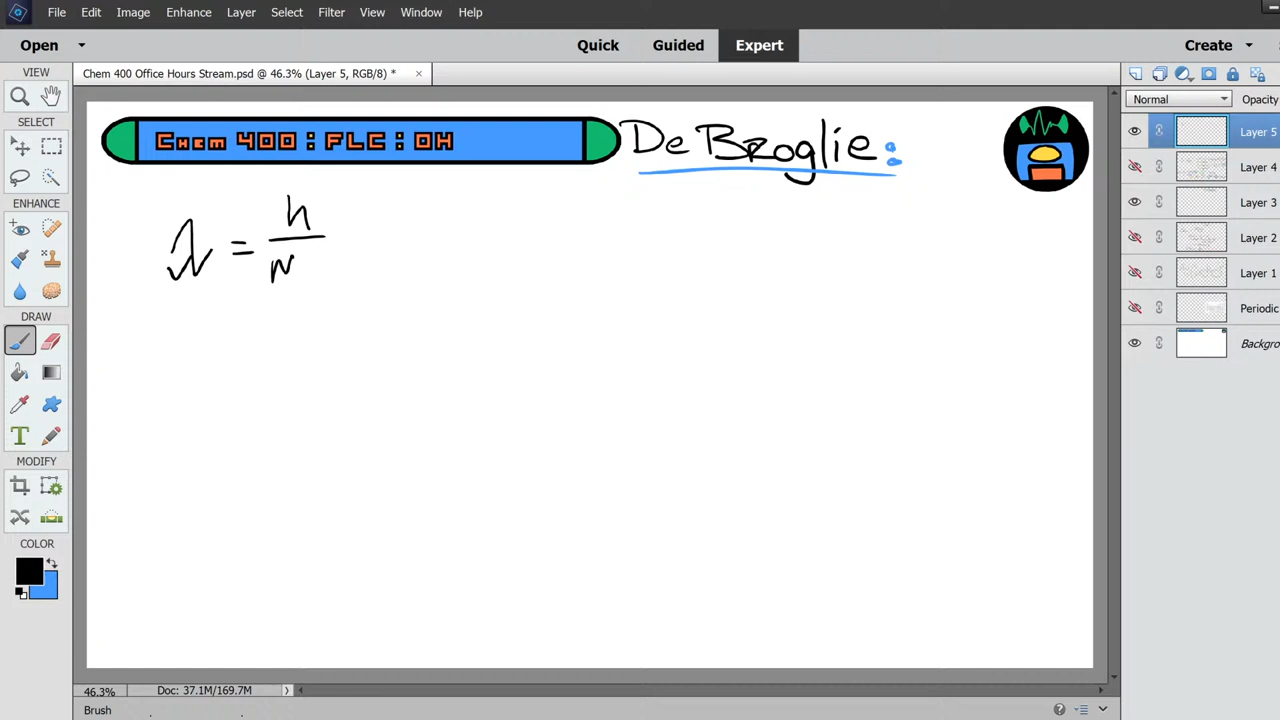 File Edit Image Enhance Layer Select Filter View Window Help
Open Quick Guided Expert Create
VIEW
Chem 400 Office Hours Stream.psd @ 46.3% (Layer 5, RGB/8) * ×
Normal Opacity
SELECT
ENHANCE
DRAW
MODIFY
COLOR
Chem 400 : FLC : OH
De Broglie:
λ = h
Layer 5
Layer 4
Layer 3
Layer 2
Layer 1
Periodic
Backgro
46.3% Doc: 37.1M/169.7M
Brush